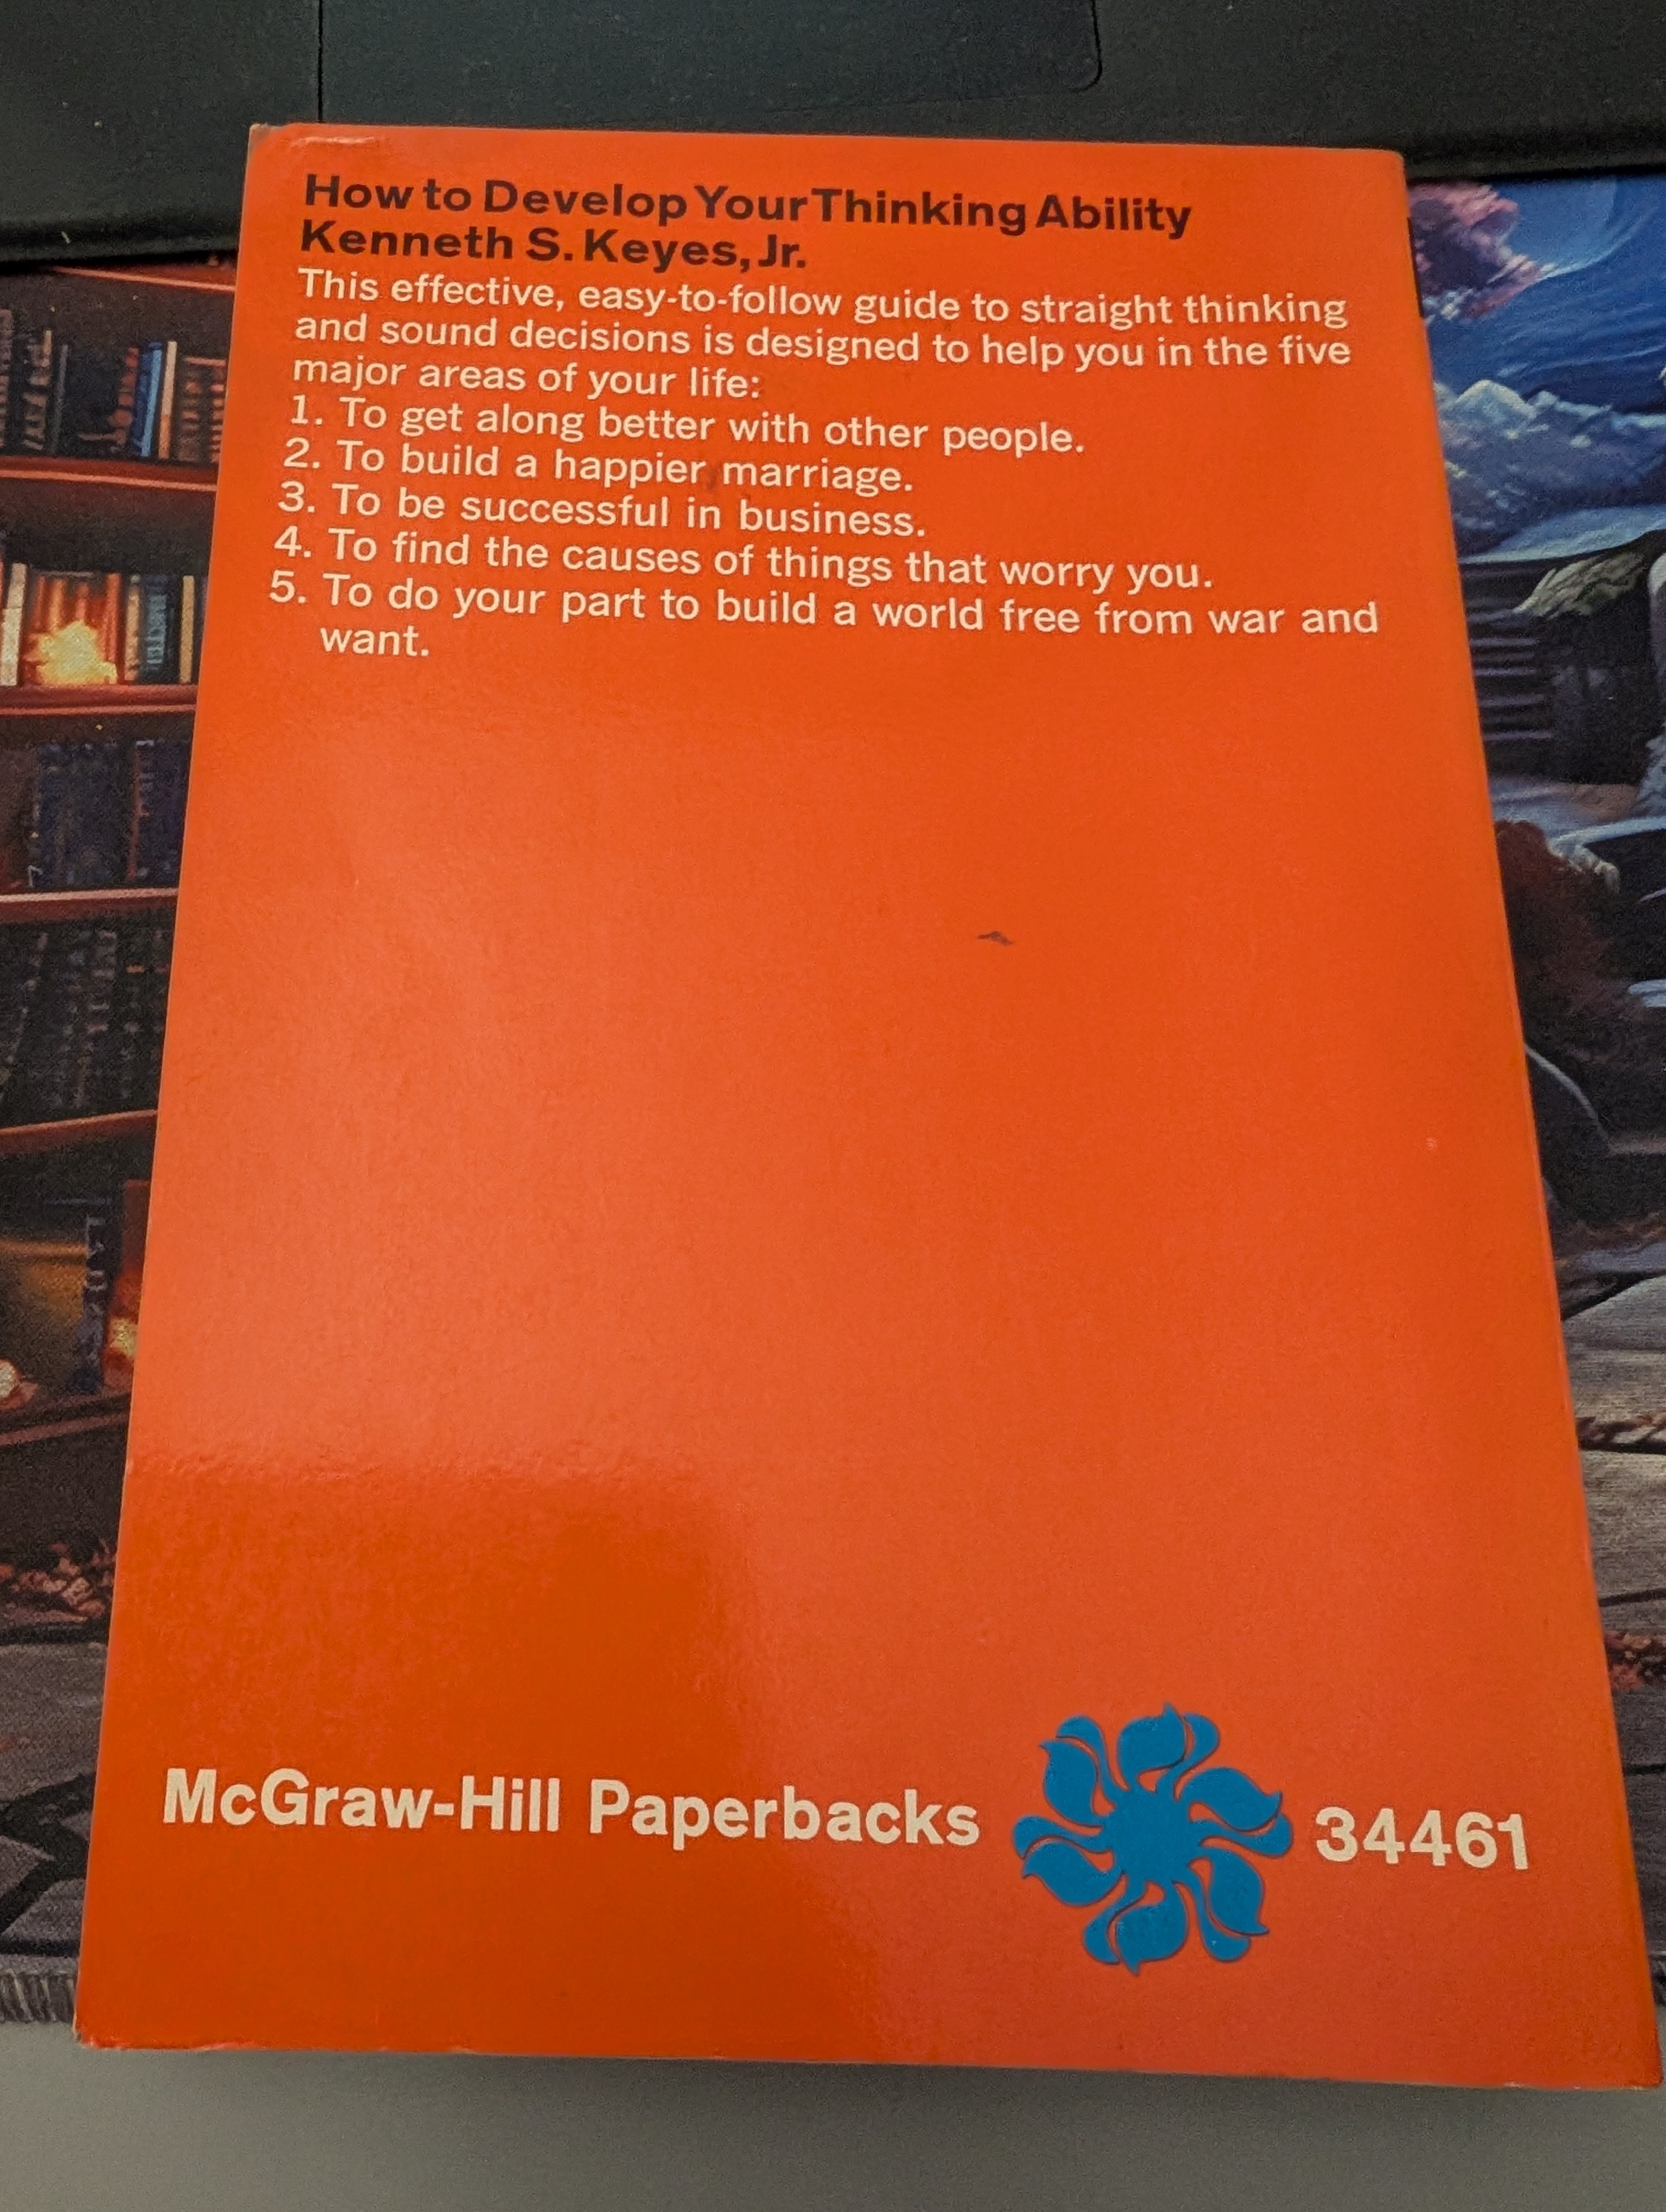 How to Develop Your Thinking Ability
Kenneth S. Keyes, Jr.
This effective, easy-to-follow guide to straight thinking
and sound decisions is designed to help you in the five
major areas of your life:
1. To get along better with other people.
2. To build a happier marriage.
3. To be successful in business.
4. To find the causes of things that worry you.
5. To do your part to build a world free from war and
want.
McGraw-Hill Paperbacks 34461